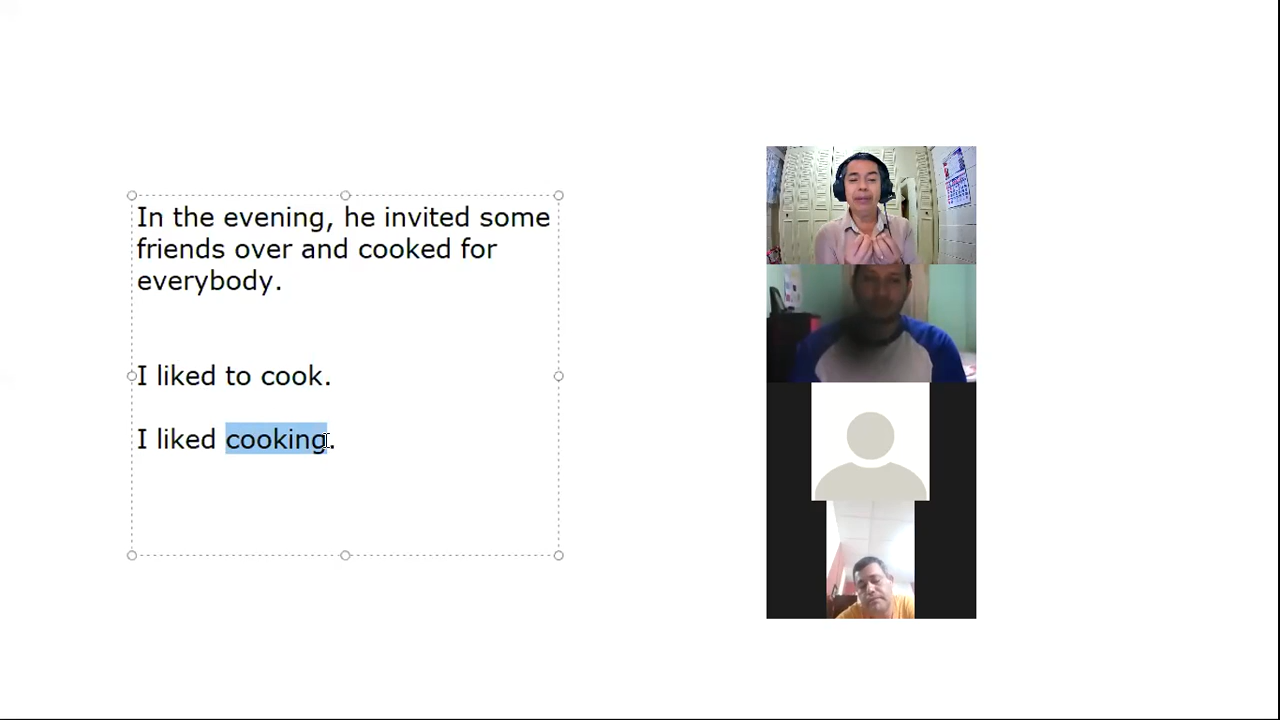 In the evening, he invited some
friends over and cooked for
everybody.
I liked to cook.
I liked cooking.